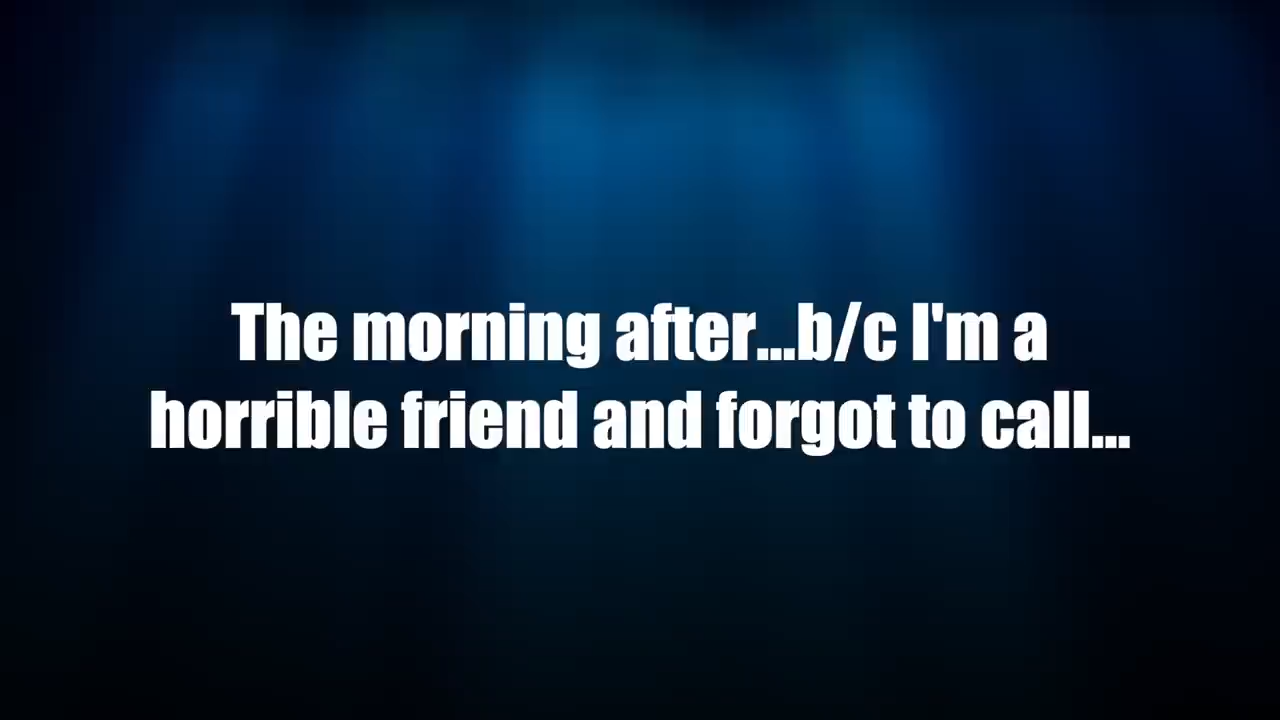 The morning after...b/c I'm a
horrible friend and forgot to call...